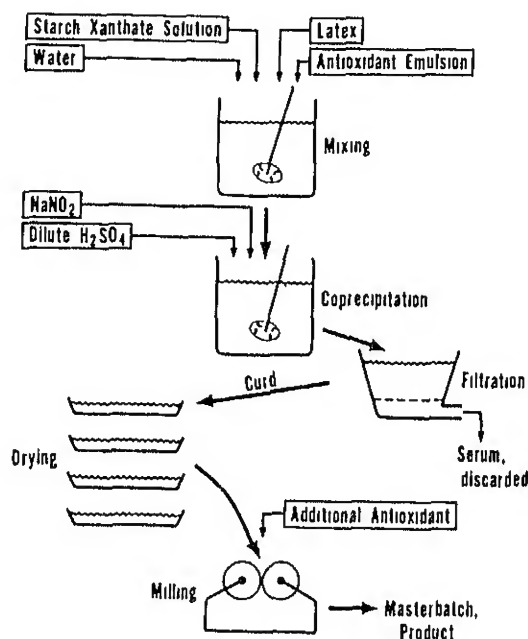 Starch Xanthate Solution
Latex
Water
Antioxidant Emulsion
Mixing
NaNO2
Dilute H2SO4
Coprecipitation
Curd
Filtration
Drying
Serum,
discarded
Additional Antioxidant
Milling
Masterbatch,
Product